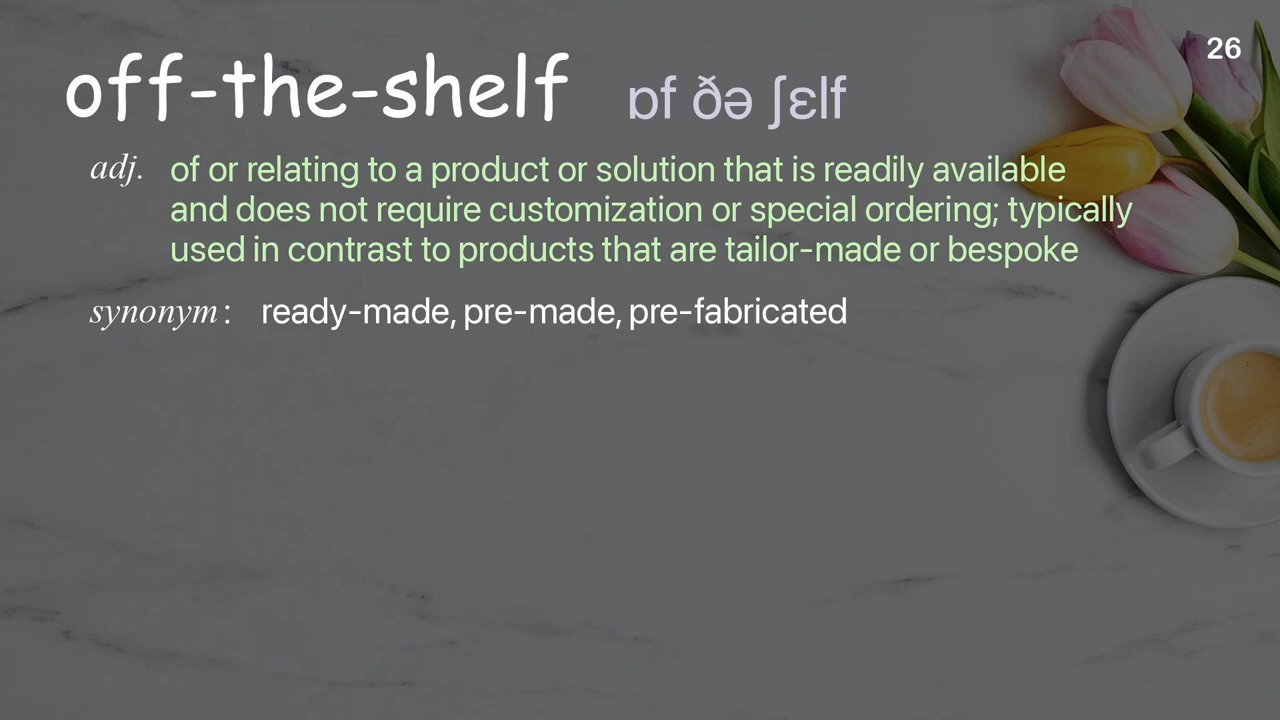 26
off-the-shelf ɒf ðə ʃɛlf
adj. of or relating to a product or solution that is readily available
and does not require customization or special ordering; typically
used in contrast to products that are tailor-made or bespoke
synonym : ready-made, pre-made, pre-fabricated